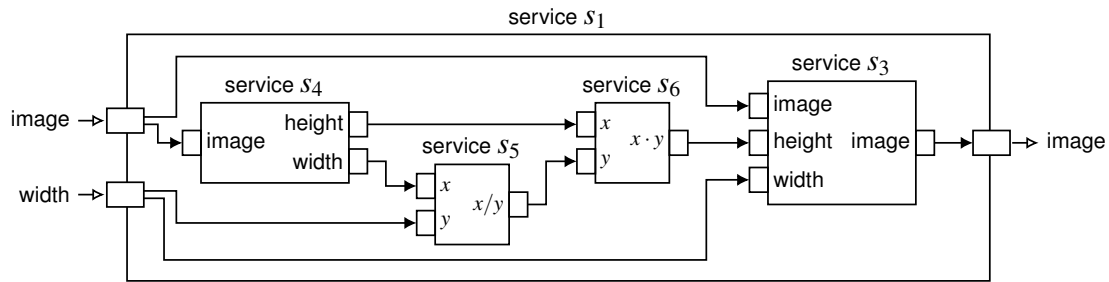 service s₁
service s₄
service s₆
service s₃
image
image
height
width
service s₅
x
y
x · y
image
height
width
image
image
width
x
y
x/y